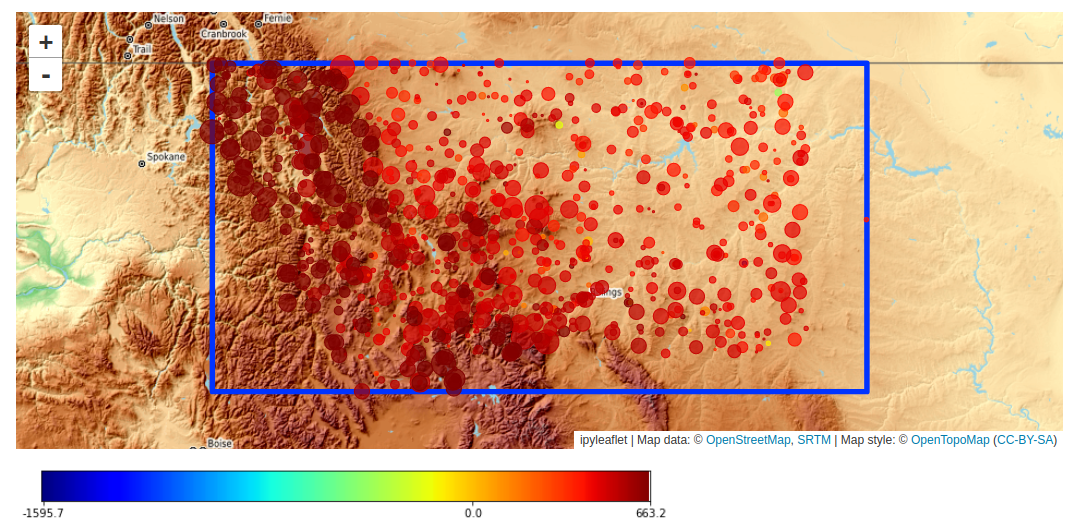 Nelson
Fernie
Cranbrook
Trail
+
-
Spokane
Boise
ipyleaflet | Map data: © OpenStreetMap, SRTM | Map style: © OpenTopoMap (CC-BY-SA)
-1595.7 0.0 663.2